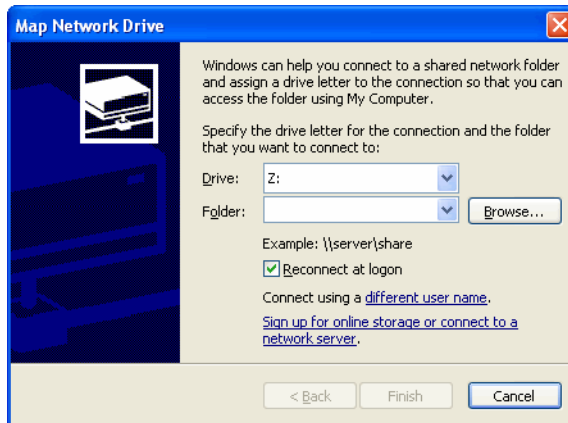 Map Network Drive
Windows can help you connect to a shared network folder
and assign a drive letter to the connection so that you can
access the folder using My Computer.
Specify the drive letter for the connection and the folder
that you want to connect to:
Drive: Z:
Folder: Browse...
Example: \\server\share
Reconnect at logon
Connect using a different user name.
Sign up for online storage or connect to a
network server.
< Back Finish Cancel